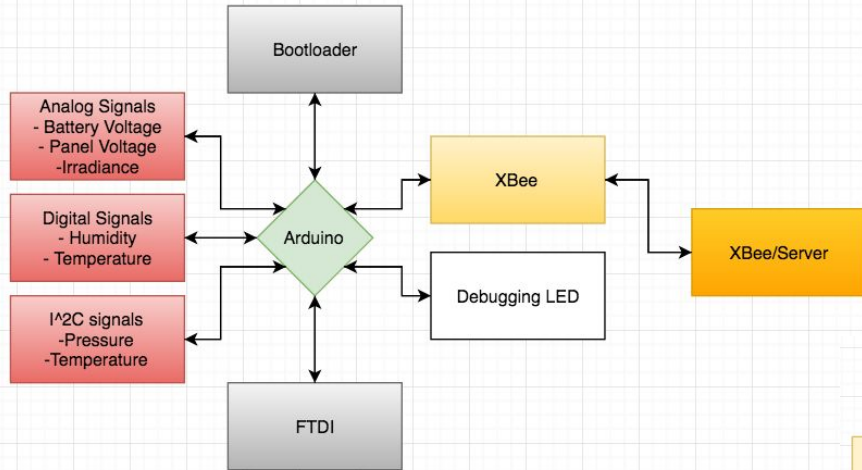 Bootloader
Analog Signals
- Battery Voltage
- Panel Voltage
-Irradiance
XBee
Digital Signals
- Humidity
- Temperature
Arduino
XBee/Server
Debugging LED
I^2C signals
-Pressure
-Temperature
FTDI